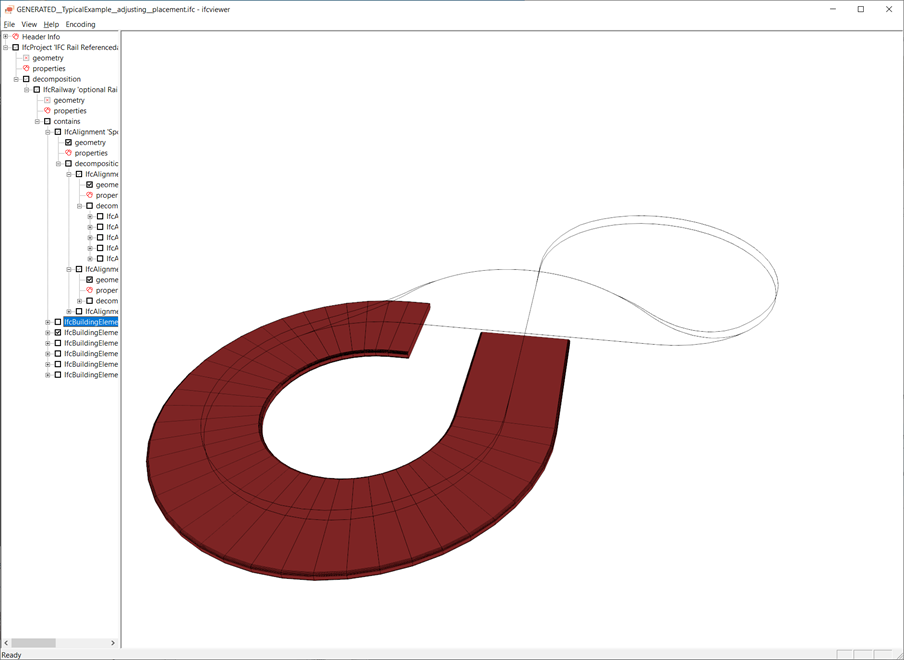 GENERATED__TypicalExample__adjusting__placement.ifc - ifcviewer
File View Help Encoding
Header Info
IfcProject 'IFC Rail Referenceda
geometry
properties
decomposition
IfcRailway 'optional Rai
geometry
properties
contains
IfcAlignment 'Spe
geometry
properties
decompositic
IfcAlignme
geome
proper
decom
IfcA
IfcA
IfcA
IfcA
IfcA
IfcAlignme
geome
proper
decom
IfcAlignme
IfcBuildingEleme
IfcBuildingEleme
IfcBuildingEleme
IfcBuildingEleme
IfcBuildingEleme
IfcBuildingEleme
Ready